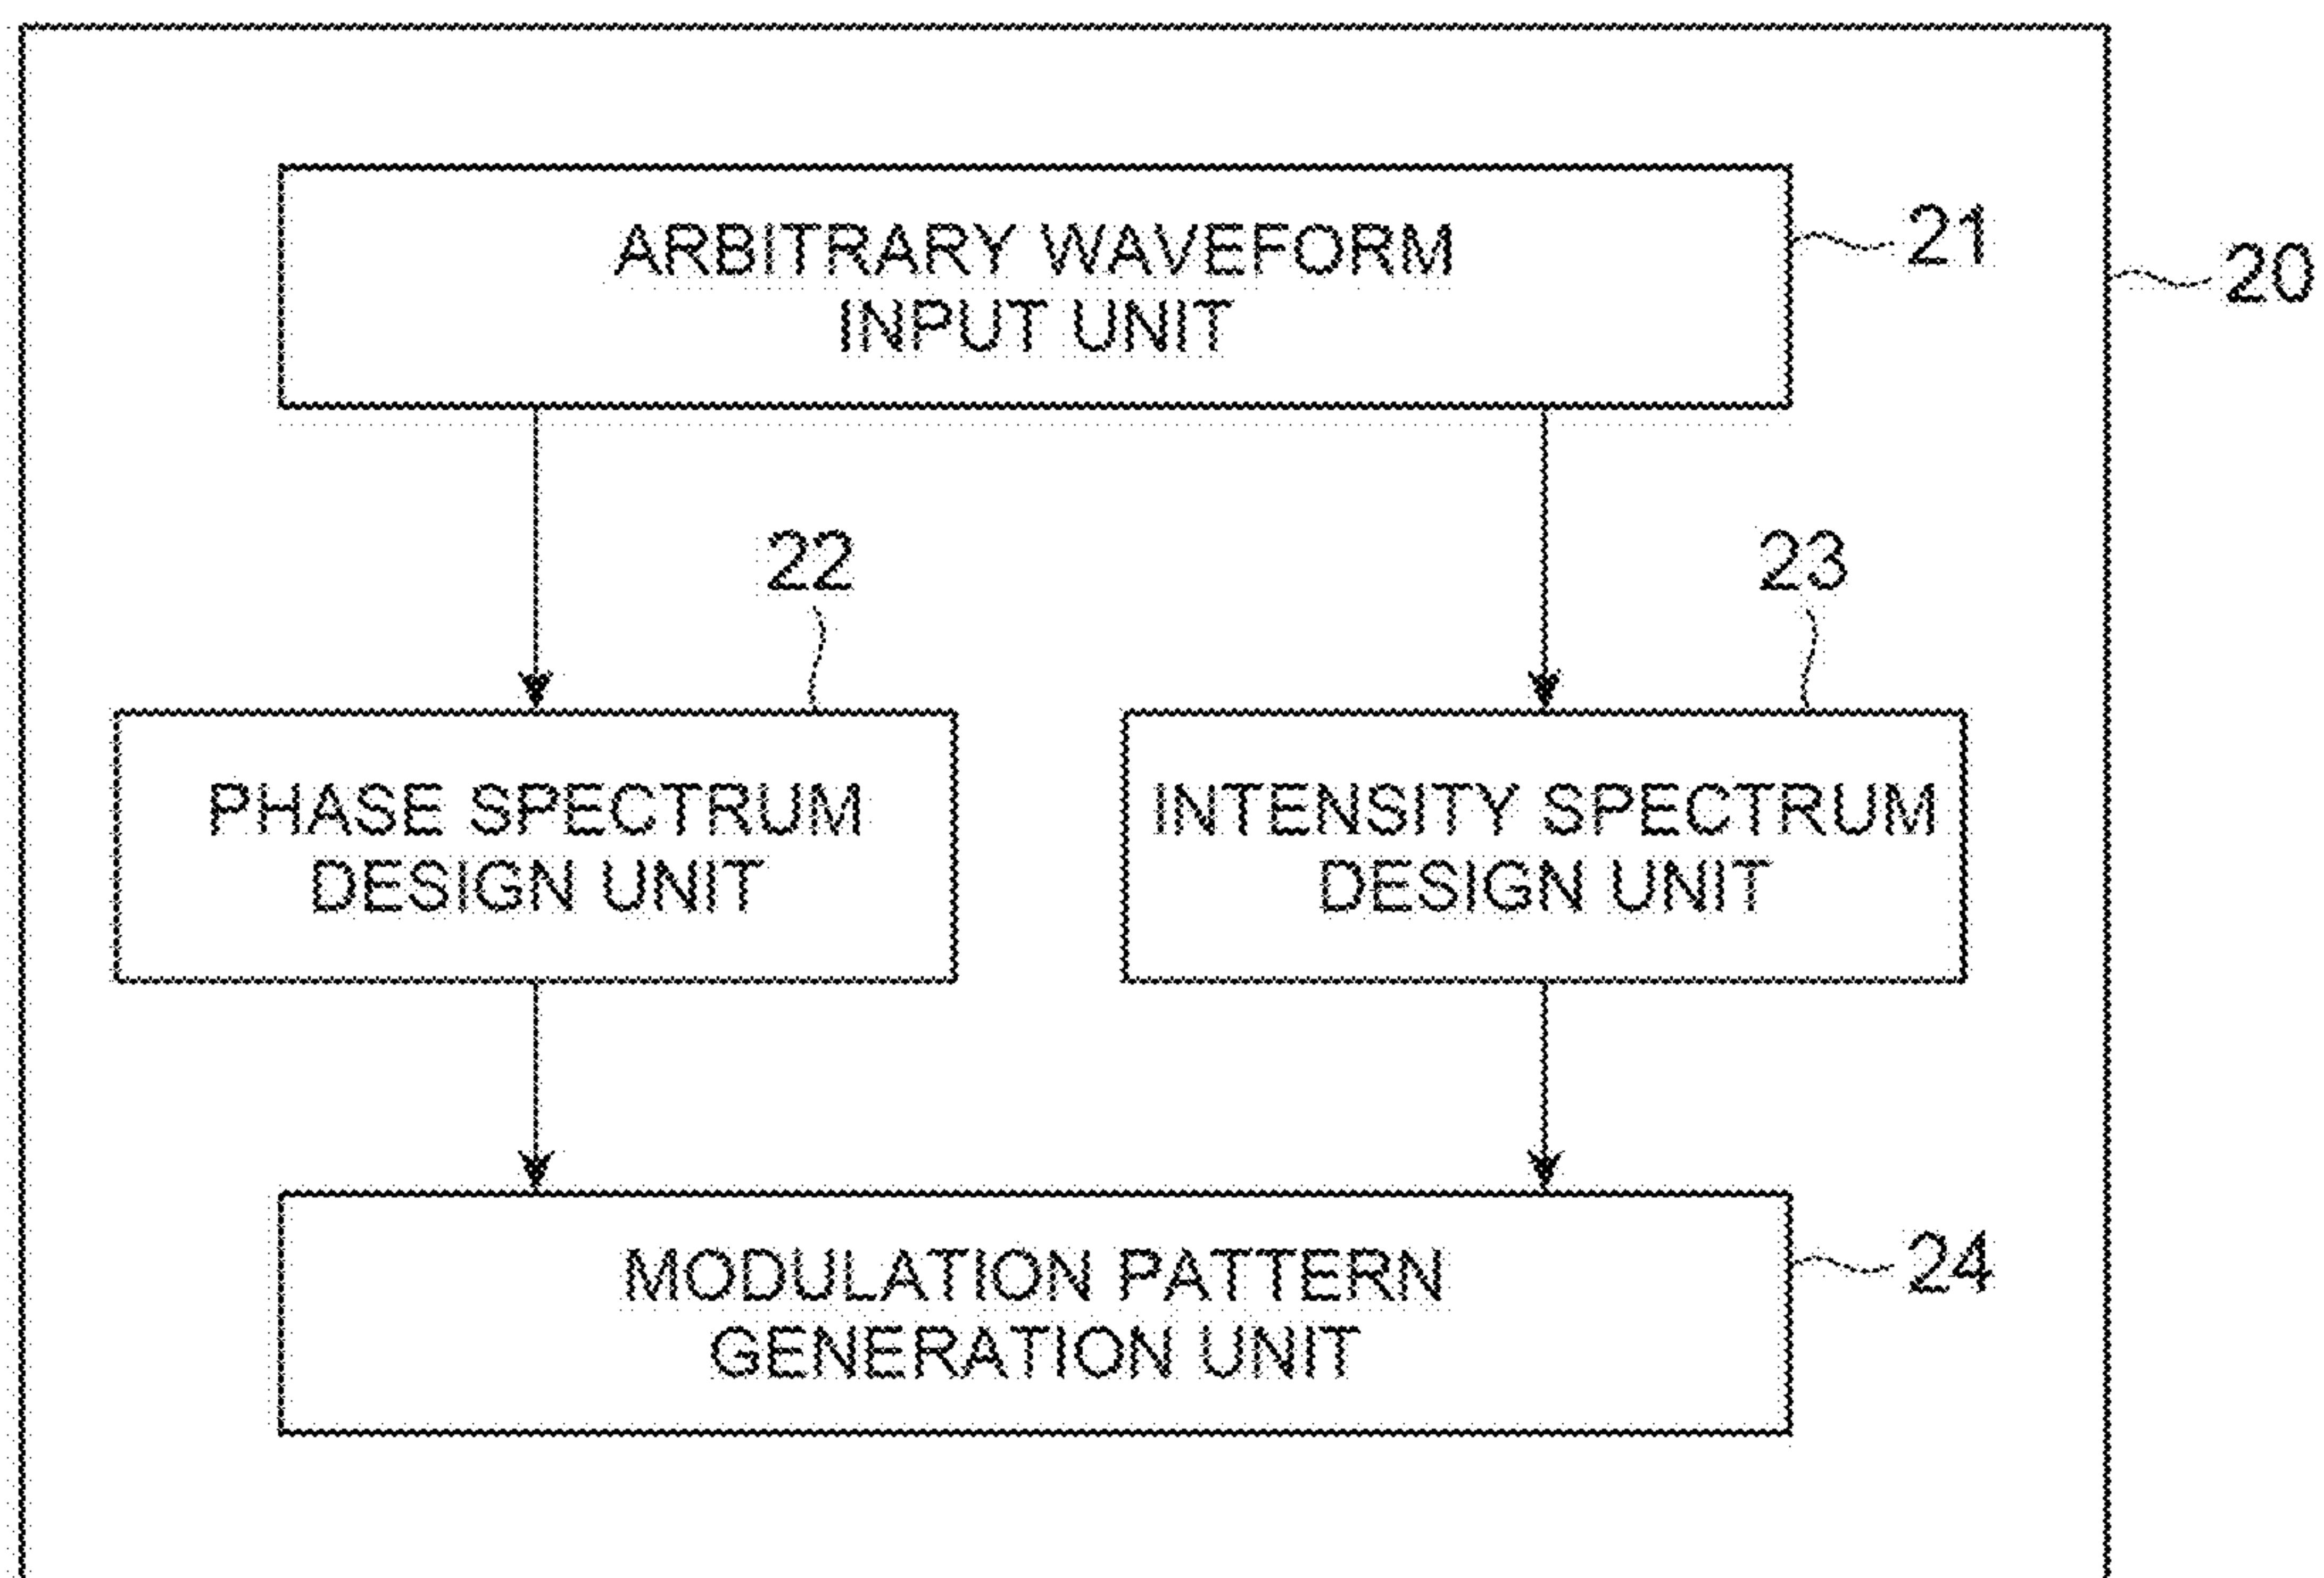 ARBITRARY WAVEFORM
INPUT UNIT
21
20
22
23
PHASE SPECTRUM
DESIGN UNIT
INTENSITY SPECTRUM
DESIGN UNIT
MODULATION PATTERN
GENERATION UNIT
24